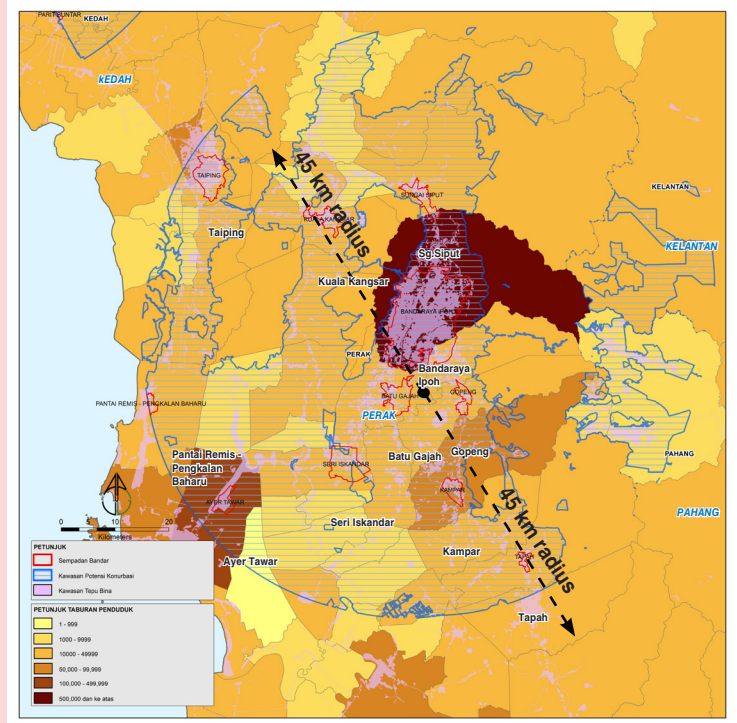 PARIT BUNTAR
KEDAH
KEDAH
45 km radius
TAIPING
SUNGAI SIPUT
KELANTAN
KUALA KANGSAR
Taiping
KELANTAN
Sg.Siput
Kuala Kangsar
BANDARAYA IPOH
PERAK
Bandaraya
Ipoh
BATU GAJAH
GOPENG
PANTAI REMIS - PENGKALAN BAHARU
PERAK
Pantai Remis -
Pengkalan
Baharu
Batu Gajah
Gopeng
PAHANG
SERI ISKANDAR
KAMPAR
45 km radius
AYER TAWAR
PAHANG
Seri Iskandar
0 5 10 20
Kilometers
Kampar
TAPAH
Ayer Tawar
Tapah
PETUNJUK
Sempadan Bandar
Kawasan Potensi Konurbasi
Kawasan Tepu Bina
PETUNJUK TABURAN PENDUDUK
1 - 999
1000 - 9999
10000 - 49999
50,000 - 99,999
100,000 - 499,999
500,000 dan ke atas